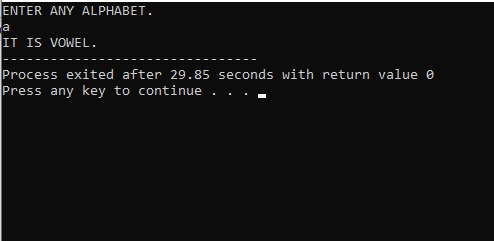 ENTER ANY ALPHABET.
a
IT IS VOWEL.
--------------------------------
Process exited after 29.85 seconds with return value 0
Press any key to continue . . .